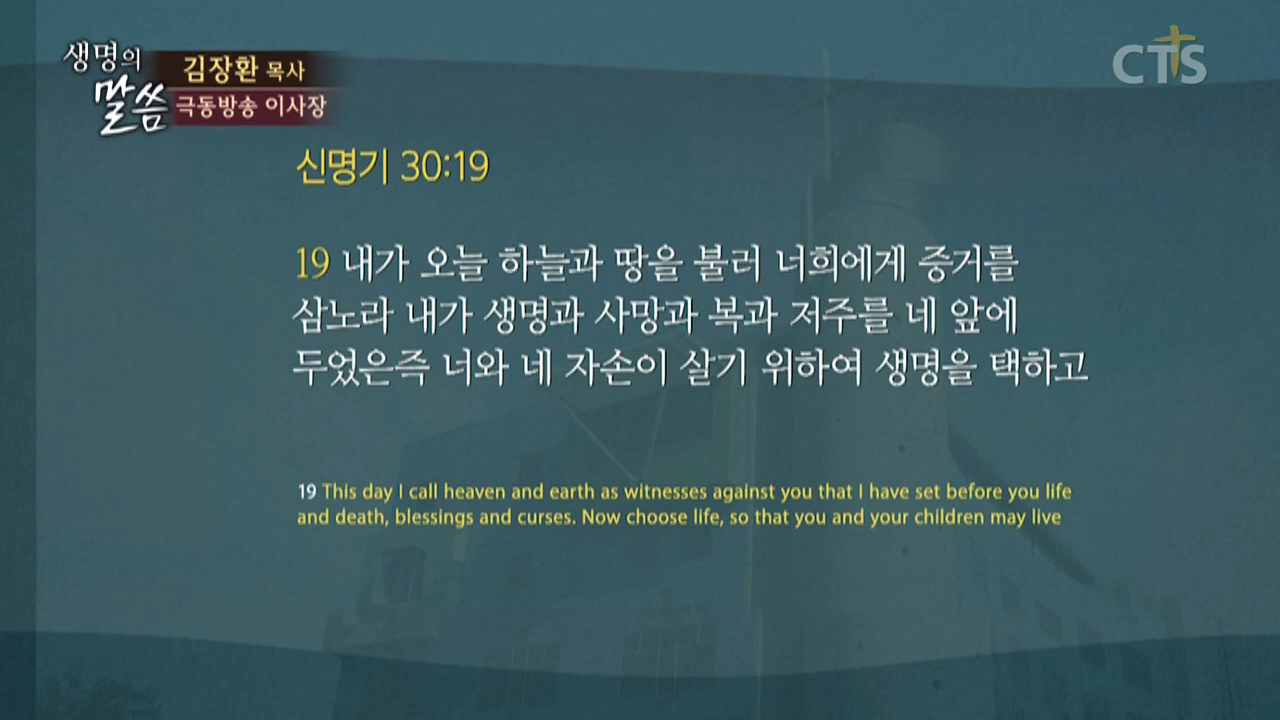 생명의
말씀
김장환 목사
극동방송 이사장
CTS
신명기 30:19
19 내가 오늘 하늘과 땅을 불러 너희에게 증거를
삼노라 내가 생명과 사망과 복과 저주를 네 앞에
두었은즉 너와 네 자손이 살기 위하여 생명을 택하고
19 This day I call heaven and earth as witnesses against you that I have set before you life
and death, blessings and curses. Now choose life, so that you and your children may live